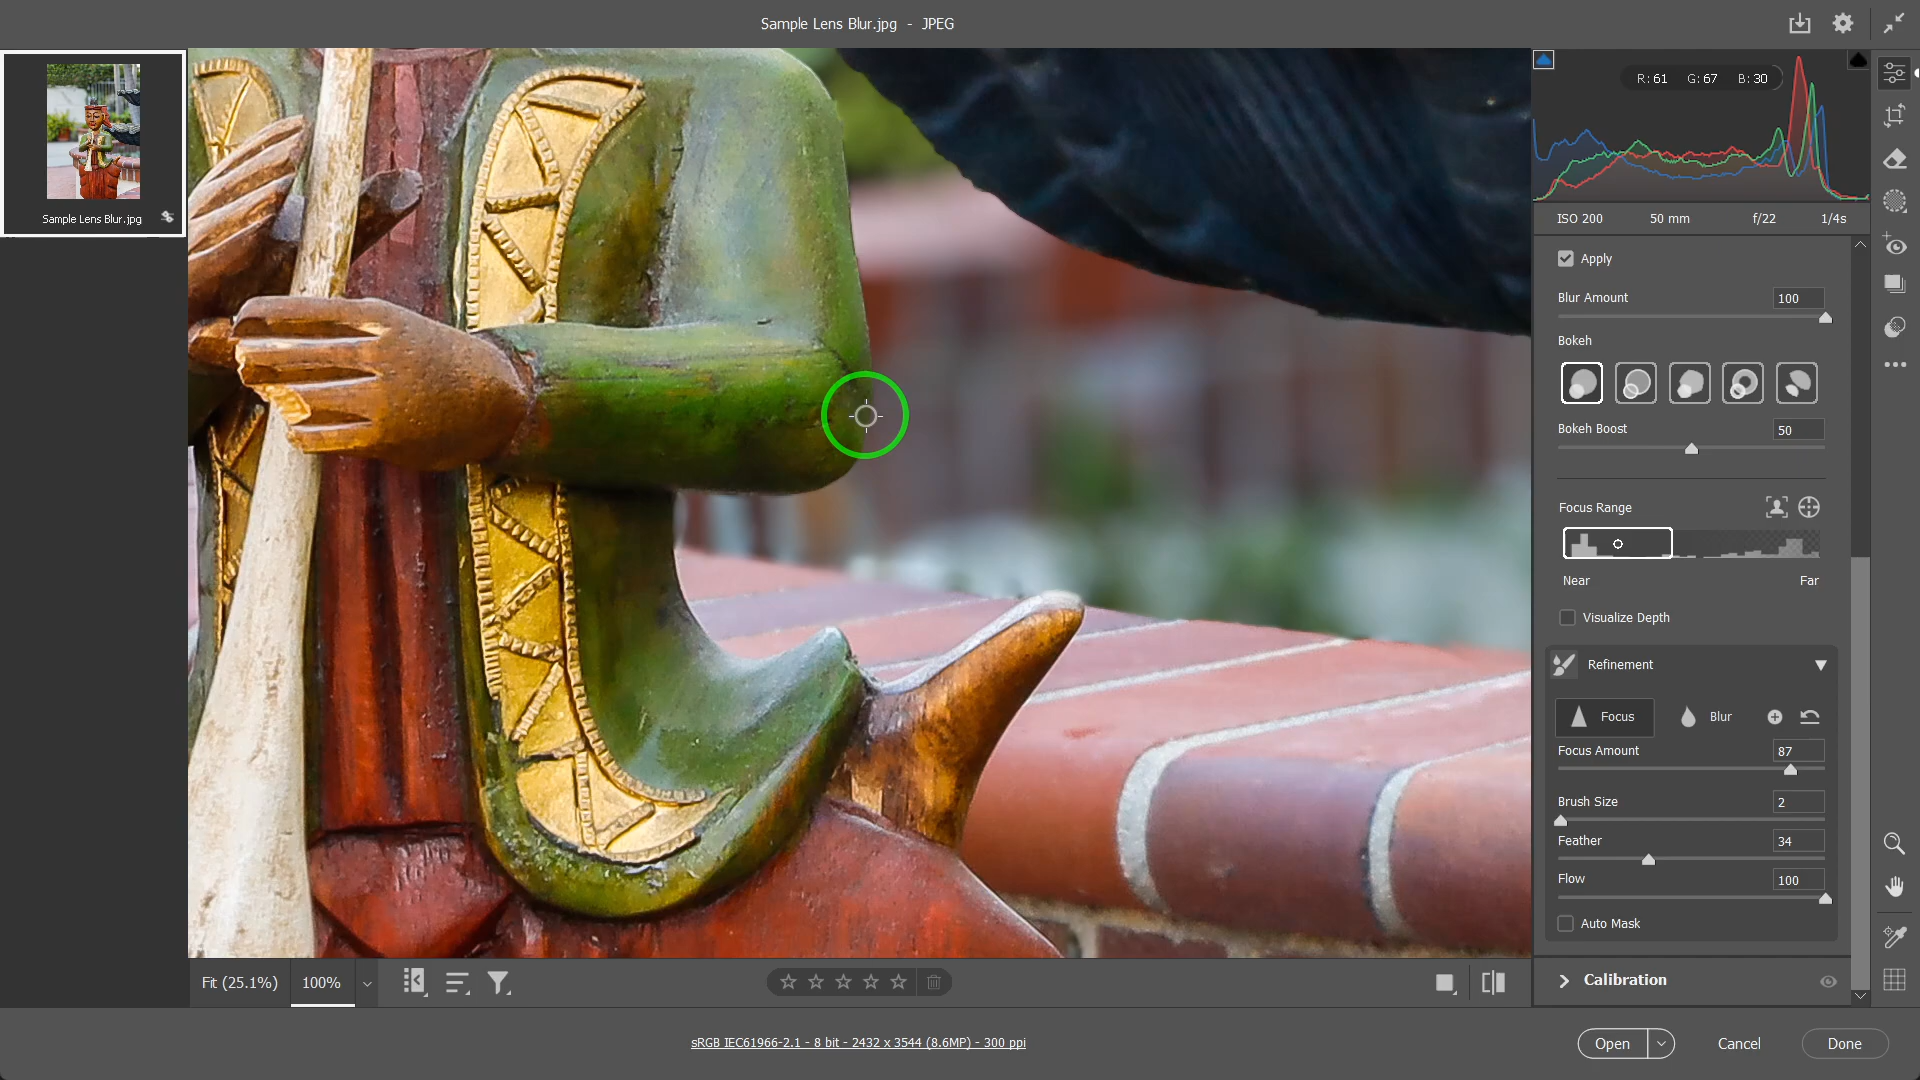 Sample Lens Blur.jpg - JPEG
Sample Lens Blur.jpg
R: 61 G: 67 B: 30
ISO 200 50 mm f/22 1/4s
Apply
Blur Amount 100
Bokeh
Bokeh Boost 50
Focus Range
Near Far
Visualize Depth
Refinement
Focus Blur
Focus Amount 87
Brush Size 2
Feather 34
Flow 100
Auto Mask
Calibration
Fit (25.1%) 100%
sRGB IEC61966-2.1 - 8 bit - 2432 x 3544 (8.6MP) - 300 ppi
Open Cancel Done